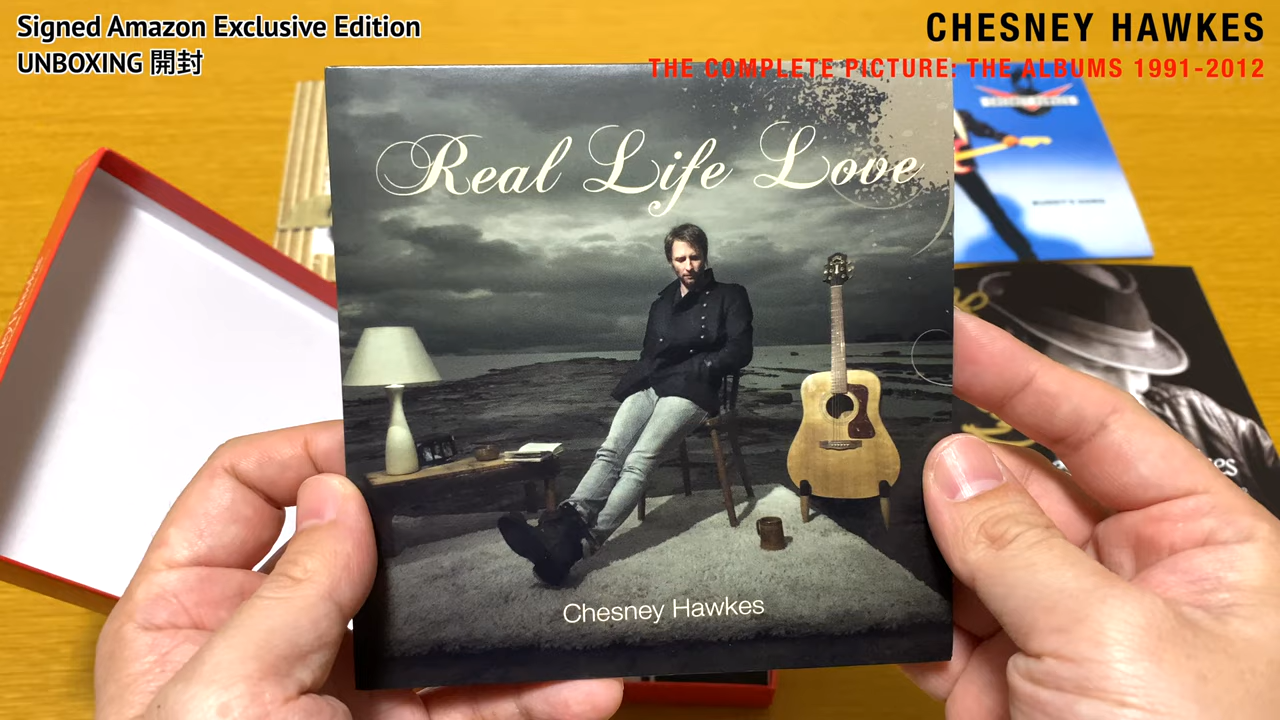 Signed Amazon Exclusive Edition
UNBOXING 開封
CHESNEY HAWKES
THE COMPLETE PICTURE: THE ALBUMS 1991-2012
Real Life Love
Chesney Hawkes